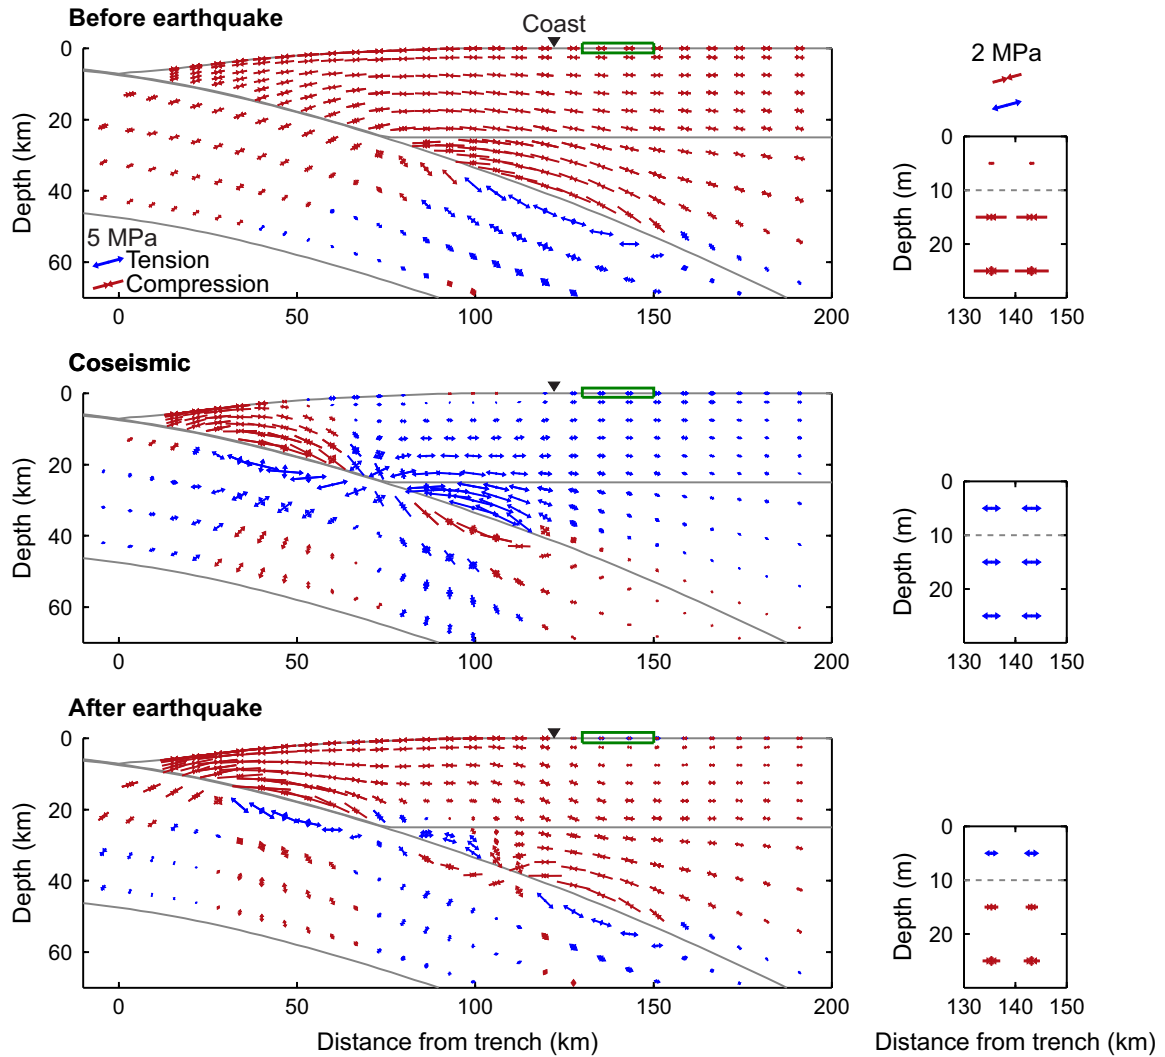 Before earthquake
Coast
0
20
40
60
Depth (km)
5 MPa
Tension
Compression
0
50
100
150
200
2 MPa
0
10
20
Depth (m)
130
140
150
Coseismic
0
20
40
60
Depth (km)
0
50
100
150
200
0
10
20
Depth (m)
130
140
150
After earthquake
0
20
40
60
Depth (km)
0
50
100
150
200
Distance from trench (km)
0
10
20
Depth (m)
130
140
150
Distance from trench (km)